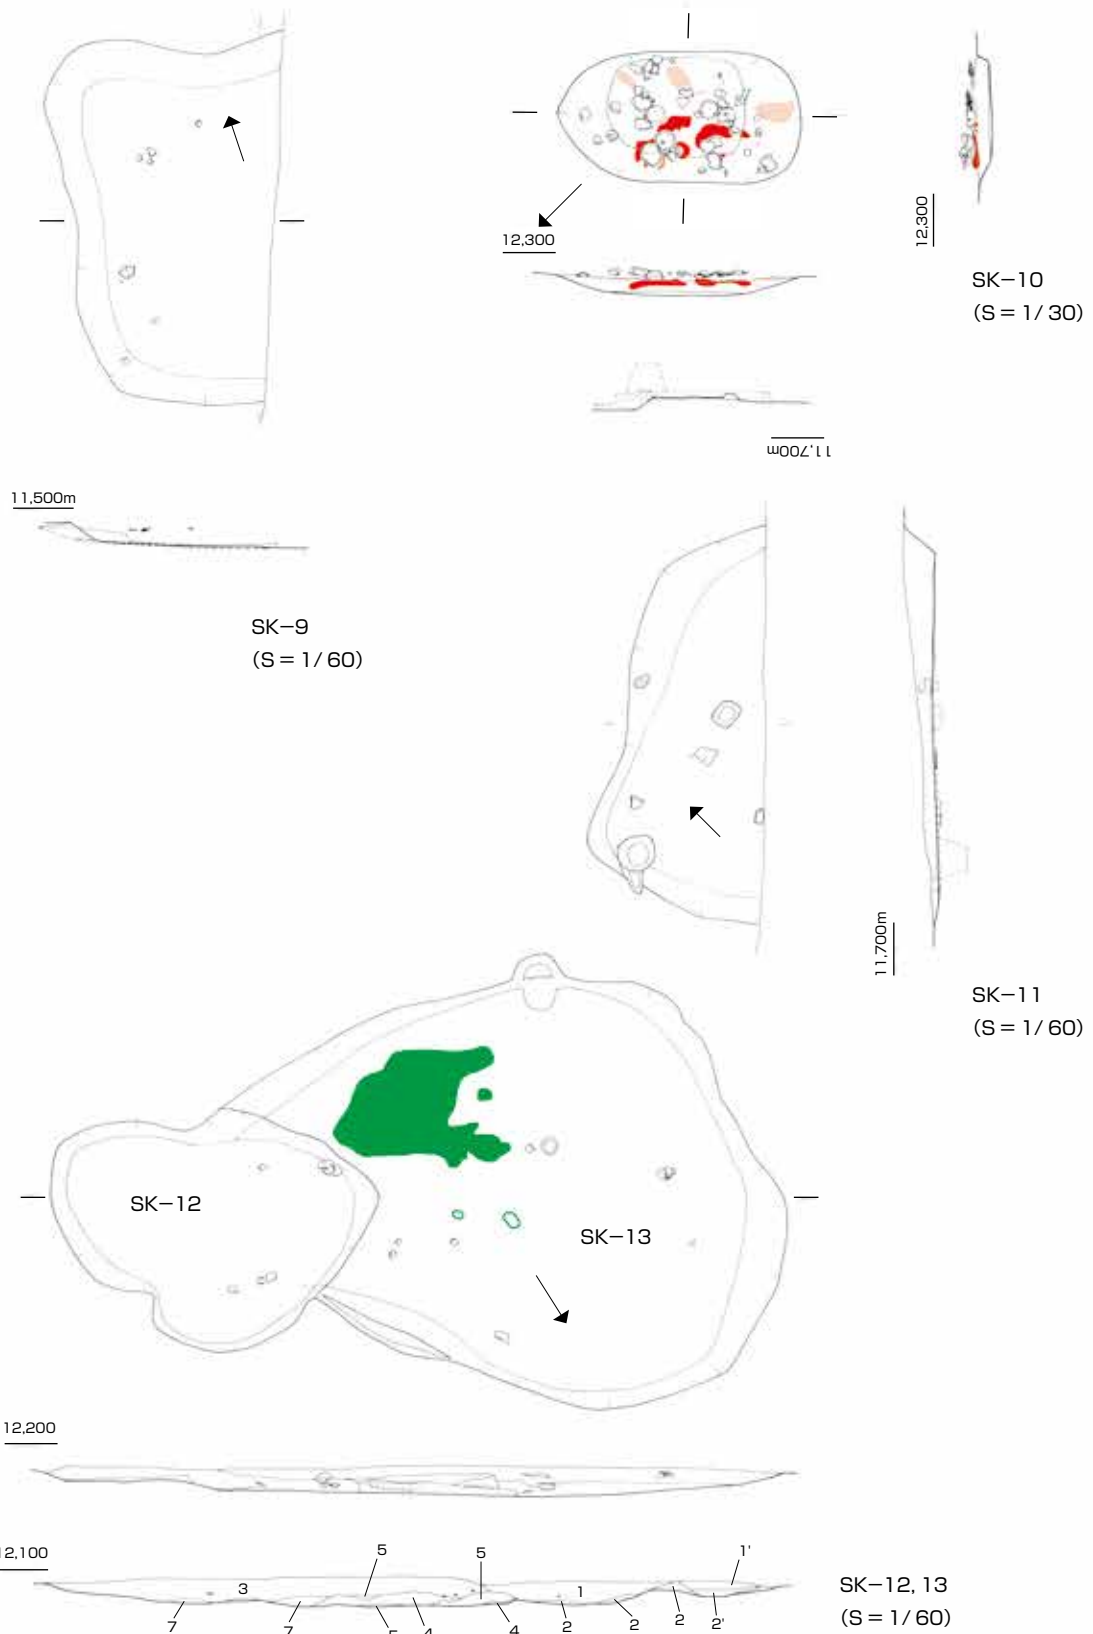 12,300
12,300
SK−10
(S = 1/30)
11,700m
11,500m
SK−9
(S = 1/60)
11,700m
SK−11
(S = 1/60)
SK−12
SK−13
12,200
12,100
5
5
1'
3
1
7
7
5
4
4
2
2
2
2'
SK−12, 13
(S = 1/60)